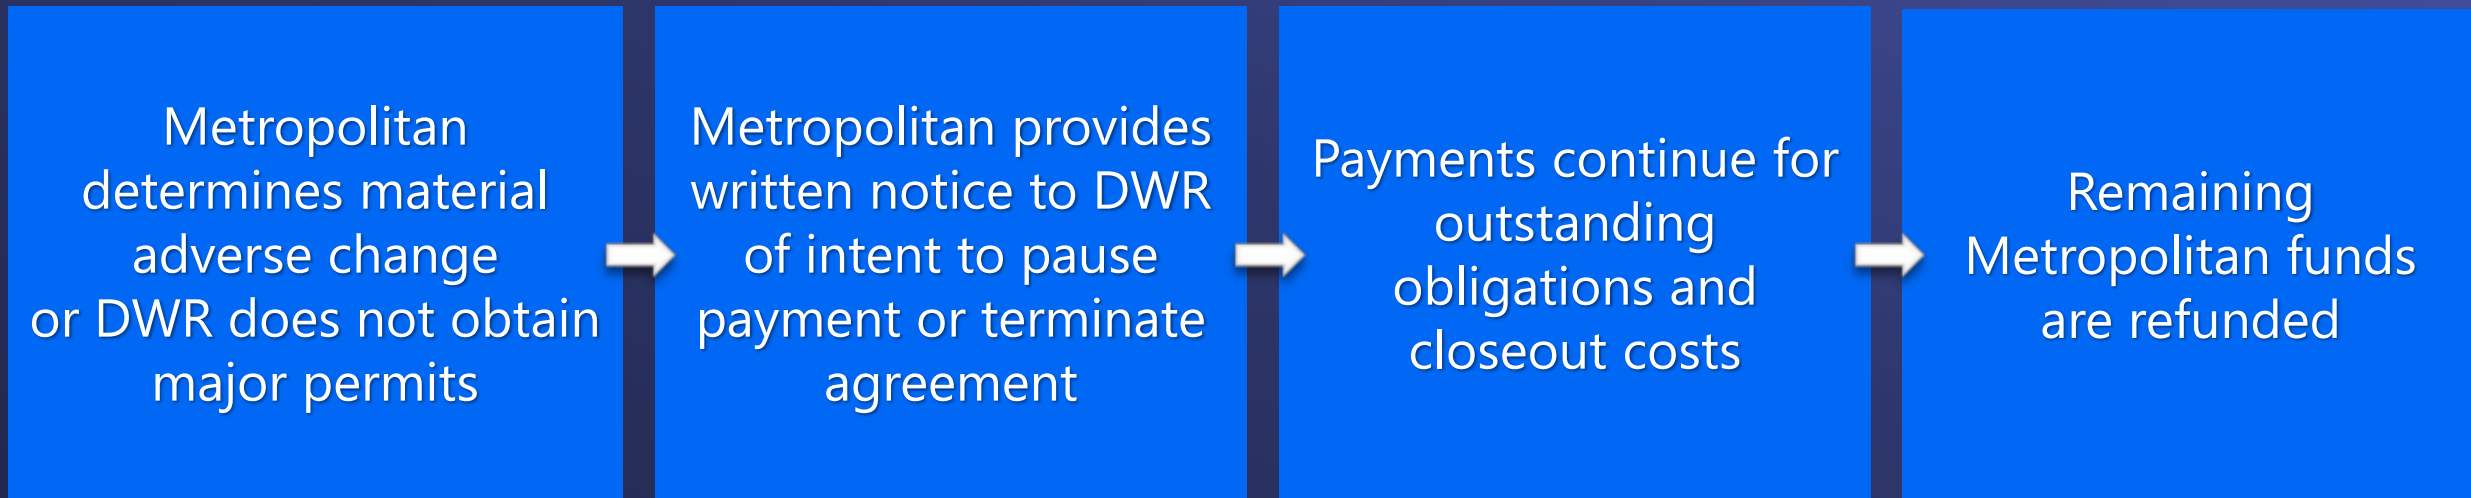 Metropolitan
determines material
adverse change
or DWR does not obtain
major permits
Metropolitan provides
written notice to DWR
of intent to pause
payment or terminate
agreement
Payments continue for
outstanding
obligations and
closeout costs
Remaining
Metropolitan funds
are refunded